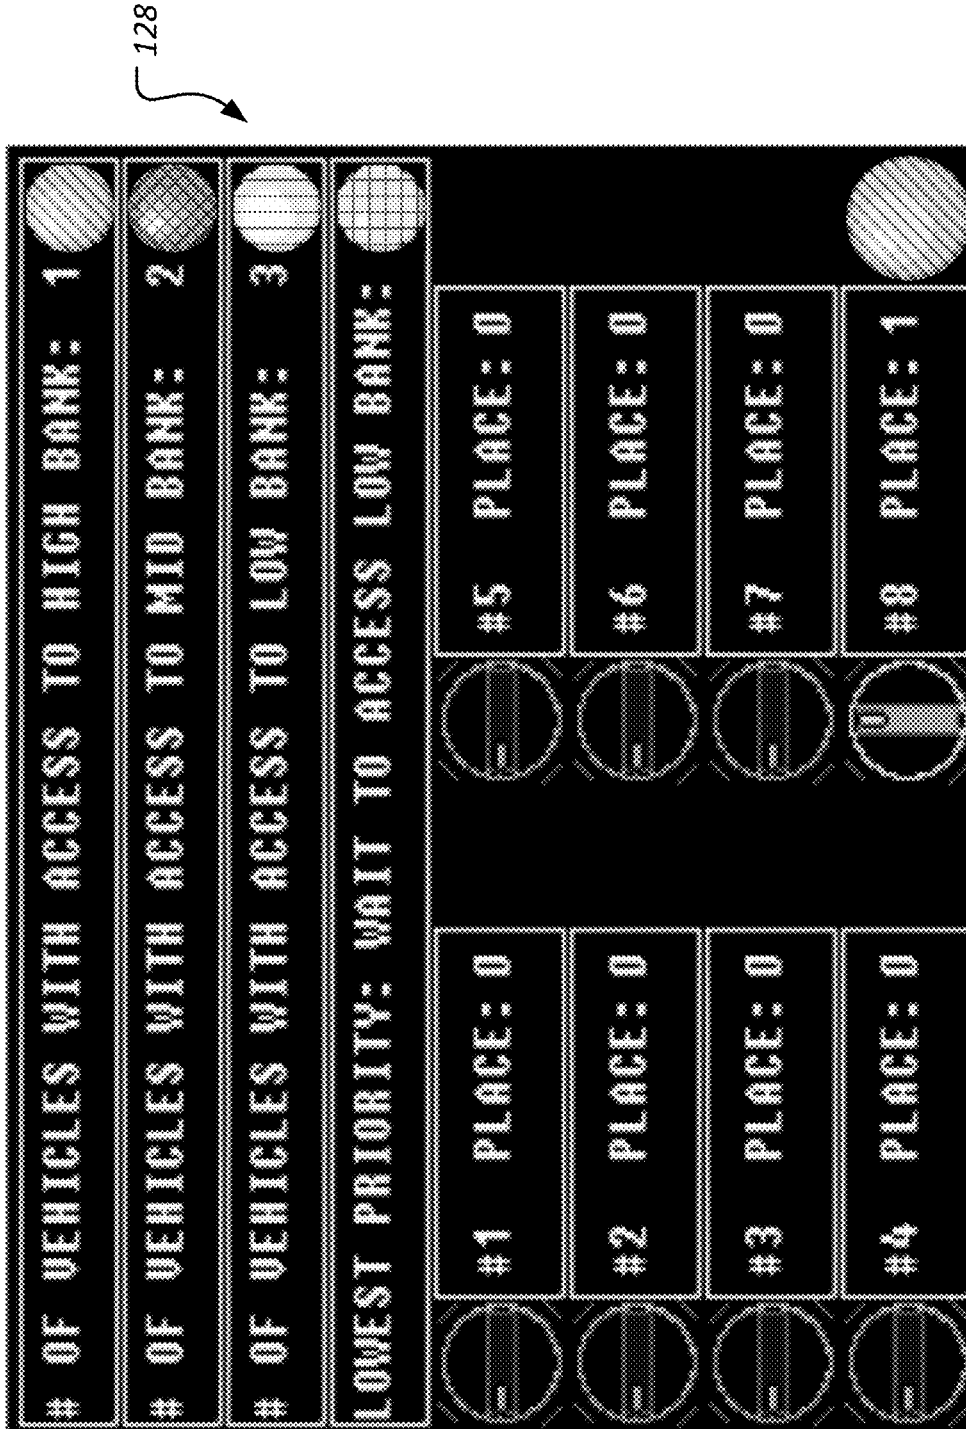 128
# OF VEHICLES WITH ACCESS TO HIGH BANK: 1
# OF VEHICLES WITH ACCESS TO MID BANK: 2
# OF VEHICLES WITH ACCESS TO LOW BANK: 3
LOWEST PRIORITY: WAIT TO ACCESS LOW BANK:
#1 PLACE: 0
#5 PLACE: 0
#2 PLACE: 0
#6 PLACE: 0
#3 PLACE: 0
#7 PLACE: 0
#4 PLACE: 0
#8 PLACE: 1